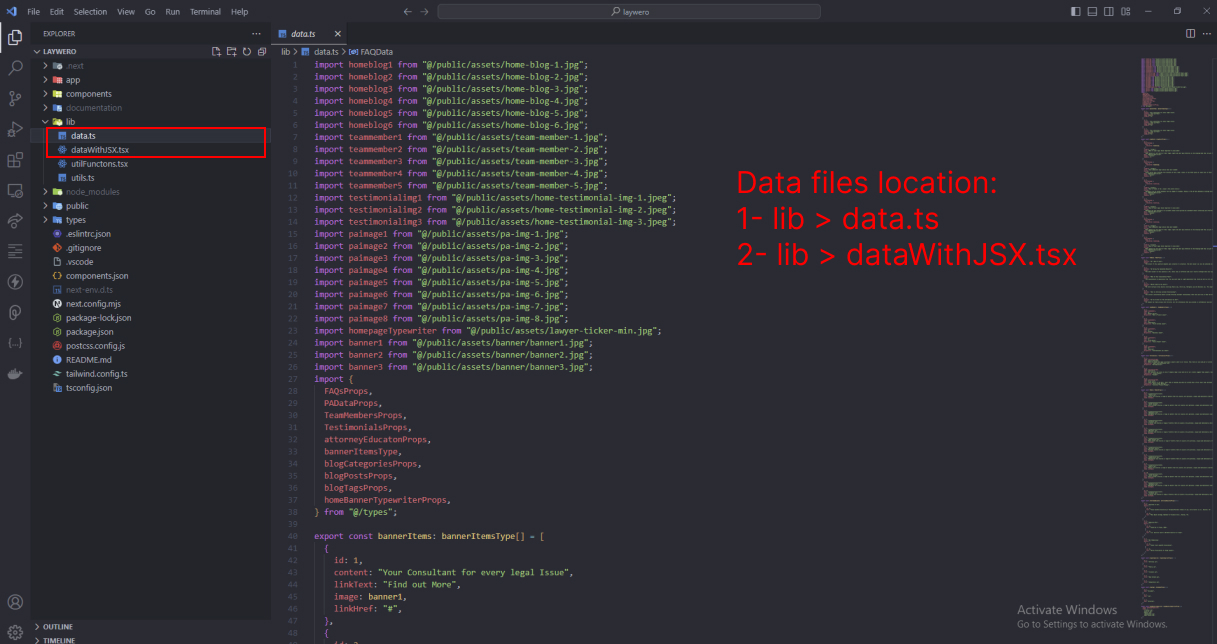 File Edit Selection View Go Run Terminal Help
laywero
EXPLORER
data.ts
LAYWERO
lib > data.ts > FAQData
.next
app
components
documentation
lib
data.ts
dataWithJSX.tsx
utilFunctons.tsx
utils.ts
node_modules
public
types
.eslintrc.json
.gitignore
.vscode
components.json
next-env.d.ts
next.config.mjs
package-lock.json
package.json
postcss.config.js
README.md
tailwind.config.ts
tsconfig.json
OUTLINE
TIMELINE
1 import homeblog1 from "@/public/assets/home-blog-1.jpg";
2 import homeblog2 from "@/public/assets/home-blog-2.jpg";
3 import homeblog3 from "@/public/assets/home-blog-3.jpg";
4 import homeblog4 from "@/public/assets/home-blog-4.jpg";
5 import homeblog5 from "@/public/assets/home-blog-5.jpg";
6 import homeblog6 from "@/public/assets/home-blog-6.jpg";
7 import teammember1 from "@/public/assets/team-member-1.jpg";
8 import teammember2 from "@/public/assets/team-member-2.jpg";
9 import teammember3 from "@/public/assets/team-member-3.jpg";
10 import teammember4 from "@/public/assets/team-member-4.jpg";
11 import teammember5 from "@/public/assets/team-member-5.jpg";
12 import testimonialimg1 from "@/public/assets/home-testimonial-img-1.jpeg";
13 import testimonialimg2 from "@/public/assets/home-testimonial-img-2.jpeg";
14 import testimonialimg3 from "@/public/assets/home-testimonial-img-3.jpeg";
15 import paimage1 from "@/public/assets/pa-img-1.jpg";
16 import paimage2 from "@/public/assets/pa-img-2.jpg";
17 import paimage3 from "@/public/assets/pa-img-3.jpg";
18 import paimage4 from "@/public/assets/pa-img-4.jpg";
19 import paimage5 from "@/public/assets/pa-img-5.jpg";
20 import paimage6 from "@/public/assets/pa-img-6.jpg";
21 import paimage7 from "@/public/assets/pa-img-7.jpg";
22 import paimage8 from "@/public/assets/pa-img-8.jpg";
23 import homepageTypewriter from "@/public/assets/lawyer-ticker-min.jpg";
24 import banner1 from "@/public/assets/banner/banner1.jpg";
25 import banner2 from "@/public/assets/banner/banner2.jpg";
26 import banner3 from "@/public/assets/banner/banner3.jpg";
27 import {
28 FAQsProps,
29 PADataProps,
30 TeamMembersProps,
31 TestimonialsProps,
32 attorneyEducatonProps,
33 bannerItemsType,
34 blogCategoriesProps,
35 blogPostsProps,
36 blogTagsProps,
37 homeBannerTypewriterProps,
38 } from "@/types";
39
40 export const bannerItems: bannerItemsType[] = [
41 {
42 id: 1,
43 content: "Your Consultant for every legal Issue",
44 linkText: "Find out More",
45 image: banner1,
46 linkHref: "#",
47 },
48 {
Data files location:
1- lib > data.ts
2- lib > dataWithJSX.tsx
Activate Windows
Go to Settings to activate Windows.